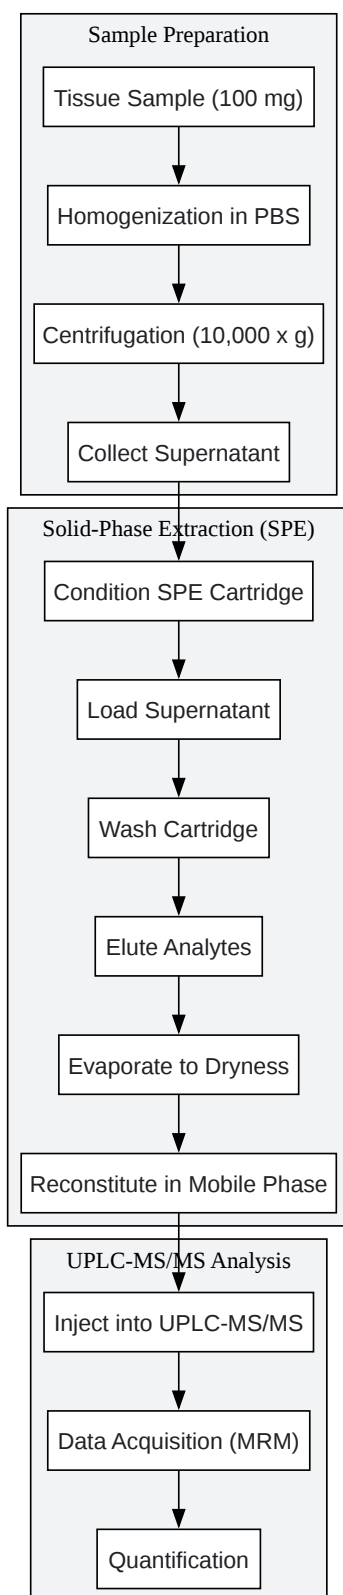 Sample Preparation
Tissue Sample (100 mg)
Homogenization in PBS
Centrifugation (10,000 x g)
Collect Supernatant
Solid-Phase Extraction (SPE)
Condition SPE Cartridge
Load Supernatant
Wash Cartridge
Elute Analytes
Evaporate to Dryness
Reconstitute in Mobile Phase
UPLC-MS/MS Analysis
Inject into UPLC-MS/MS
Data Acquisition (MRM)
Quantification